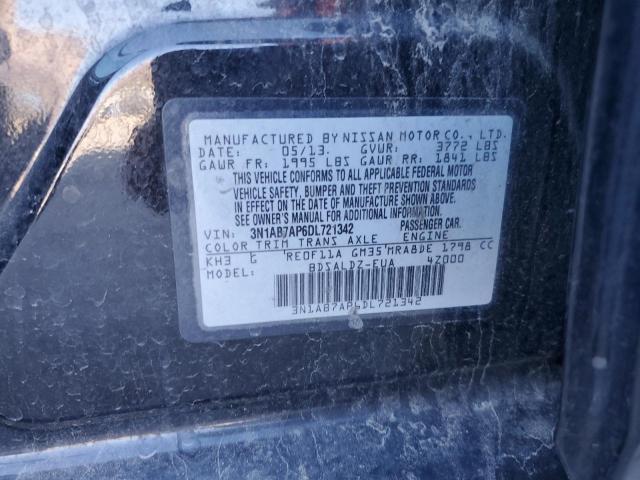 MANUFACTURED BY NISSAN MOTOR CO., LTD.
DATE: 05/13. GVWR: 3772 LBS
GAWR FR: 1995 LBS GAWR RR: 1841 LBS
THIS VEHICLE CONFORMS TO ALL APPLICABLE FEDERAL MOTOR
VEHICLE SAFETY, BUMPER AND THEFT PREVENTION STANDARDS
IN EFFECT ON THE DATE OF MANUFACTURE SHOWN ABOVE.
SEE OWNER'S MANUAL FOR ADDITIONAL INFORMATION.
VIN: 3N1AB7AP6DL721342 PASSENGER CAR.
COLOR TRIM TRANS AXLE ENGINE
KH3 G RE0F11A GM35 MRA8DE 1798 CC
MODEL: BDSALDZ-EUA 4Z000
3N1AB7AP6DL721342